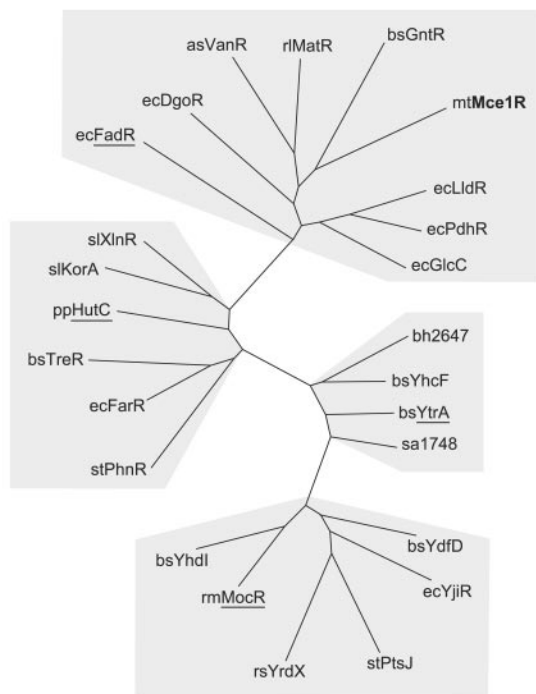 asVanR
rlMatR
bsGntR
ecDgoR
mtMce1R
ecFadR
ecLldR
ecPdhR
ecGlcC
slXlnR
slKorA
ppHutC
bsTreR
ecFarR
stPhnR
bh2647
bsYhcF
bsYtrA
sa1748
bsYhdI
bsYdfD
rmMocR
ecYjiR
rsYrdX
stPtsJ